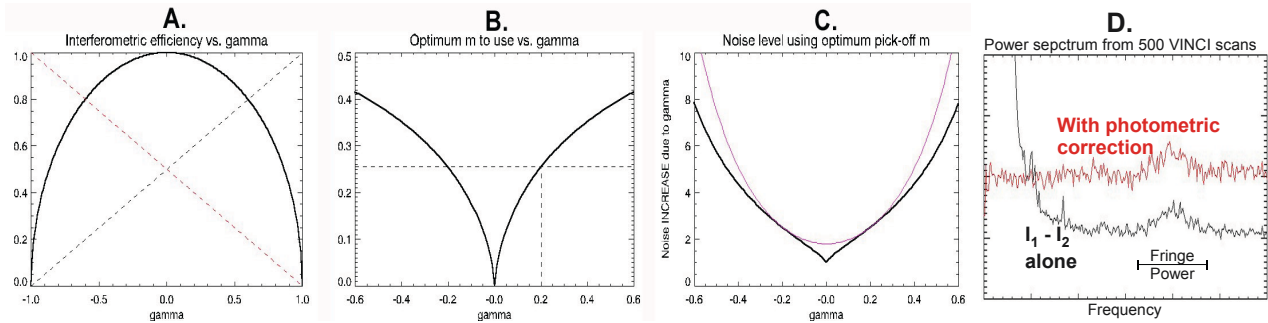 A.
Interferometric efficiency vs. gamma
1.0
0.8
0.6
0.4
0.2
0.0
-1.0
-0.5
0.0
0.5
1.0
gamma
B.
Optimum m to use vs. gamma
0.5
0.4
0.3
0.2
0.1
0.0
-0.6
-0.4
-0.2
-0.0
0.2
0.4
0.6
gamma
C.
Noise level using optimum pick-off m
Noise INCREASE due to gamma
10
8
6
4
2
0
-0.6
-0.4
-0.2
-0.0
0.2
0.4
0.6
gamma
D.
Power sepctrum from 500 VINCI scans
With photometric
correction
I1 - I2
alone
Fringe
Power
Frequency